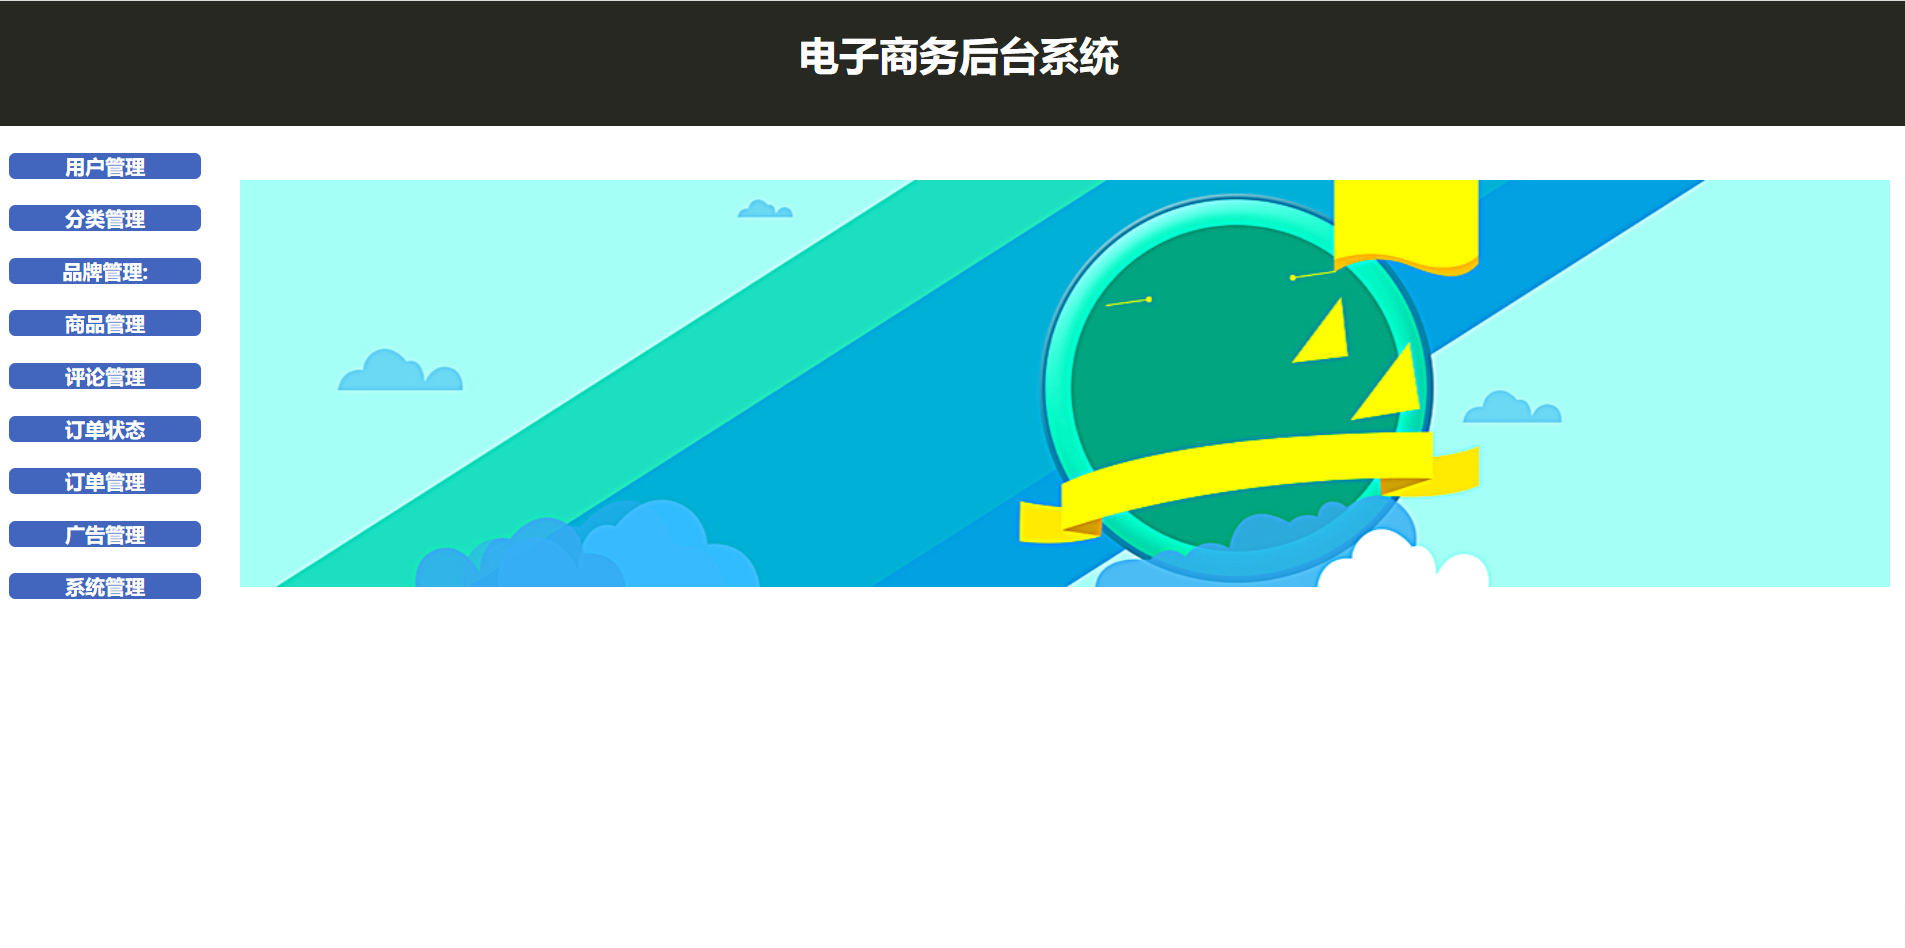 电子商务后台系统
用户管理
分类管理
品牌管理:
商品管理
评论管理
订单状态
订单管理
广告管理
系统管理